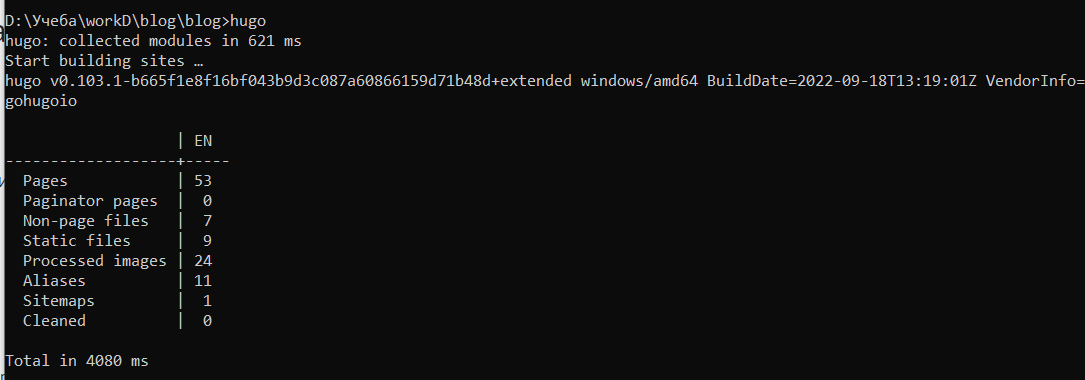 D:\Учеба\workD\blog\blog>hugo
hugo: collected modules in 621 ms
Start building sites …
hugo v0.103.1-b665f1e8f16bf043b9d3c087a60866159d71b48d+extended windows/amd64 BuildDate=2022-09-18T13:19:01Z VendorInfo=
gohugoio

                   | EN
-------------------+-----
  Pages            | 53
  Paginator pages  |  0
  Non-page files   |  7
  Static files     |  9
  Processed images | 24
  Aliases          | 11
  Sitemaps         |  1
  Cleaned          |  0

Total in 4080 ms